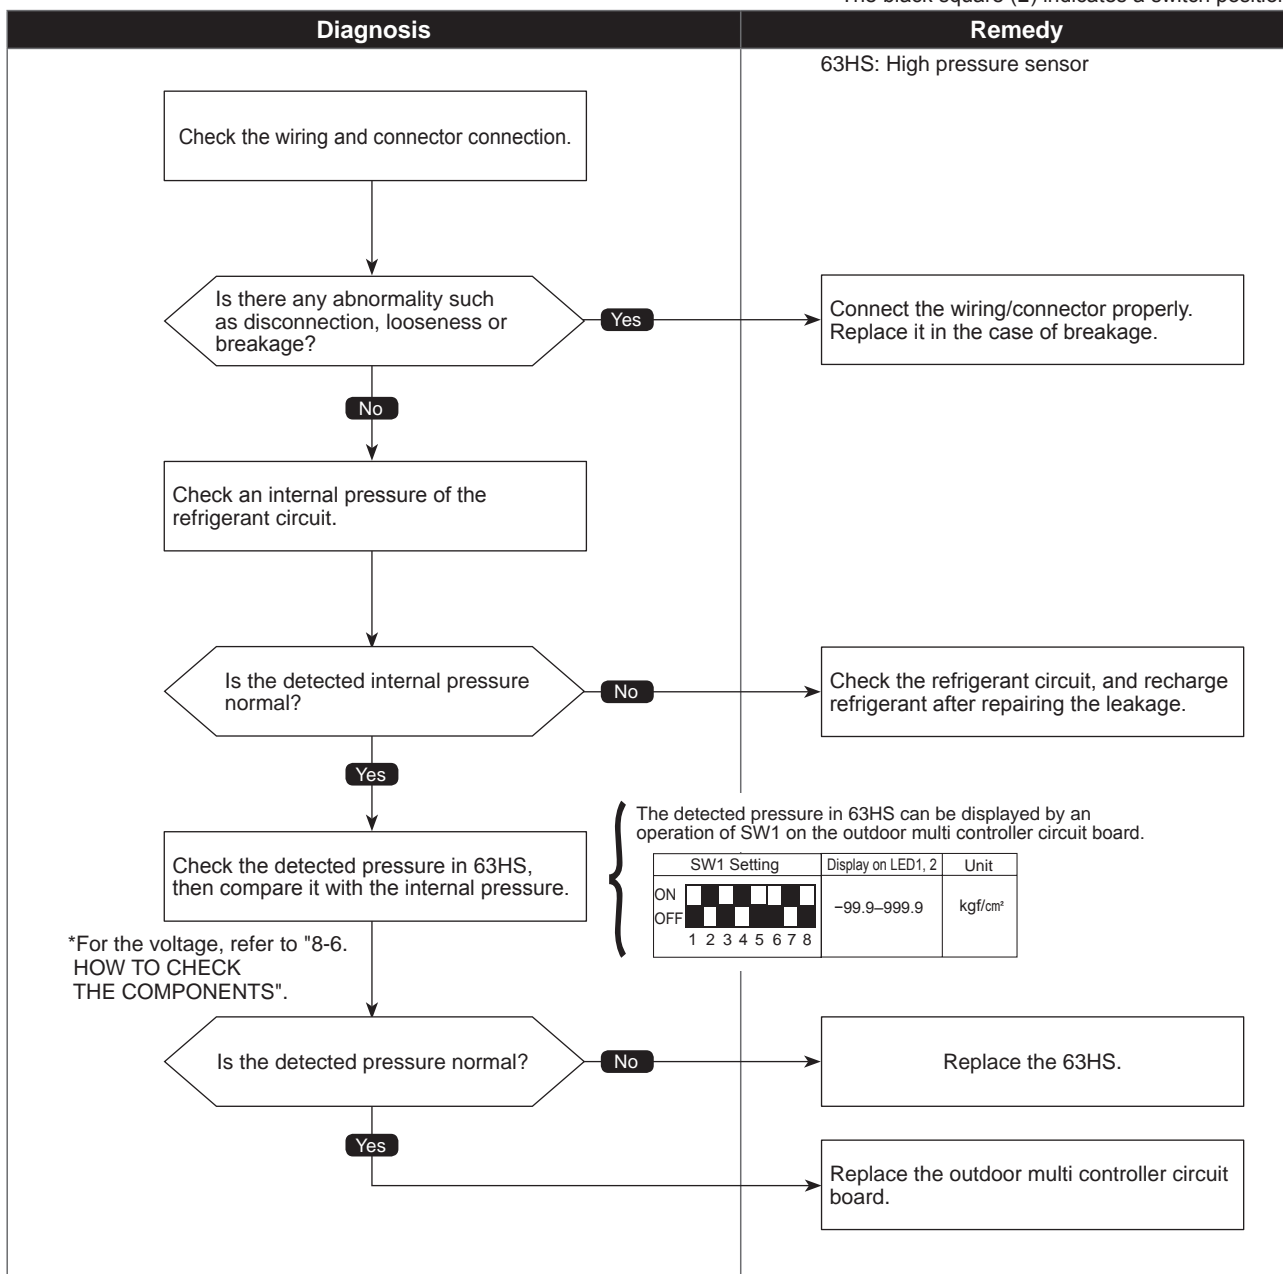 The black square (■) indicates a switch position
Diagnosis
Remedy
63HS: High pressure sensor
Check the wiring and connector connection.
Is there any abnormality such
as disconnection, looseness or
breakage?
Yes
Connect the wiring/connector properly.
Replace it in the case of breakage.
No
Check an internal pressure of the
refrigerant circuit.
Is the detected internal pressure
normal?
No
Check the refrigerant circuit, and recharge
refrigerant after repairing the leakage.
Yes
The detected pressure in 63HS can be displayed by an
operation of SW1 on the outdoor multi controller circuit board.
Check the detected pressure in 63HS,
then compare it with the internal pressure.
SW1 Setting
Display on LED1, 2
Unit
ON
OFF
1 2 3 4 5 6 7 8
−99.9–999.9
kgf/cm²
*For the voltage, refer to "8-6.
HOW TO CHECK
THE COMPONENTS".
Is the detected pressure normal?
No
Replace the 63HS.
Yes
Replace the outdoor multi controller circuit
board.